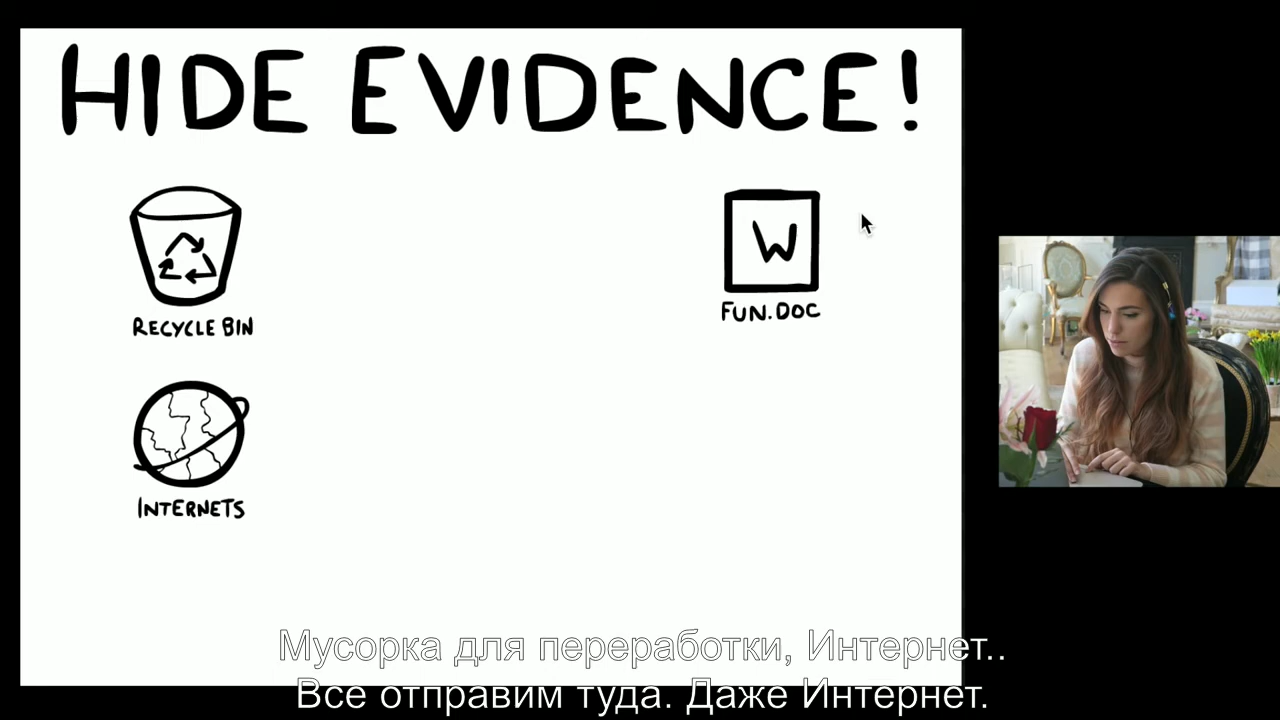 HIDE EVIDENCE!
RECYCLE BIN
W
FUN.DOC
INTERNETS
Мусорка для переработки, Интернет..
Все отправим туда. Даже Интернет.